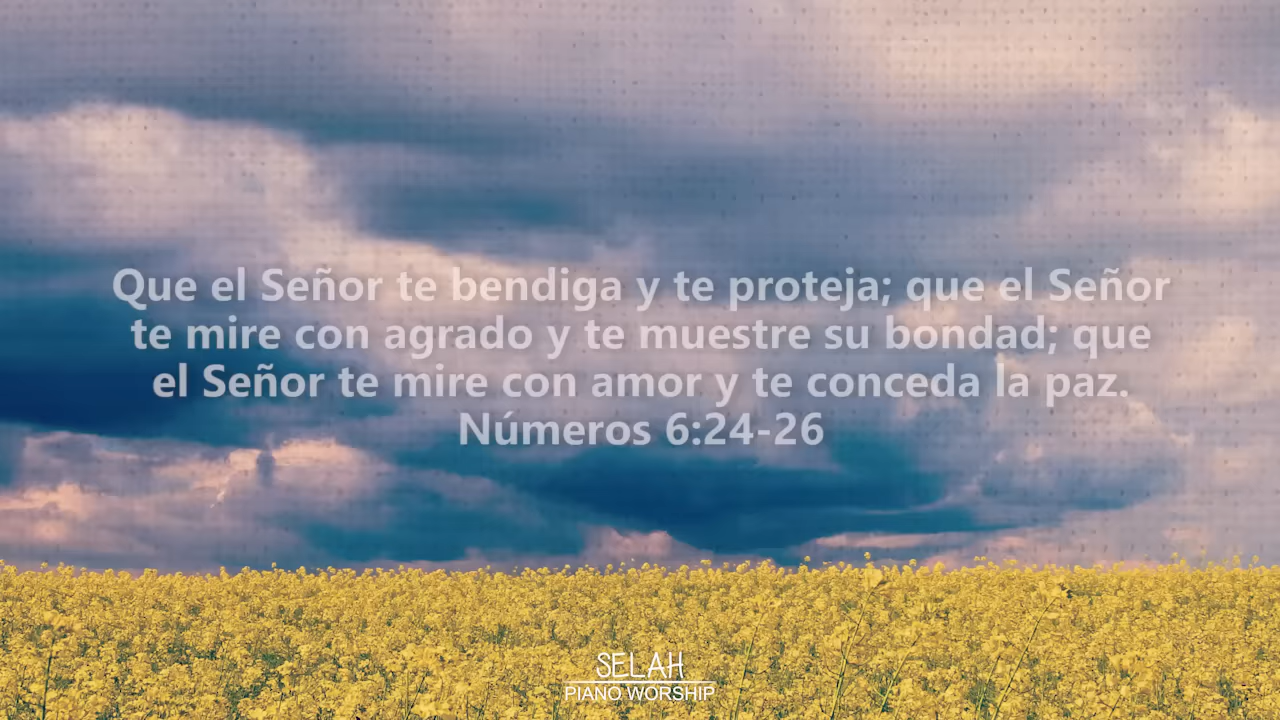 Que el Señor te bendiga y te proteja; que el Señor
te mire con agrado y te muestre su bondad; que
el Señor te mire con amor y te conceda la paz.
Números 6:24-26
SELAH
PIANO WORSHIP